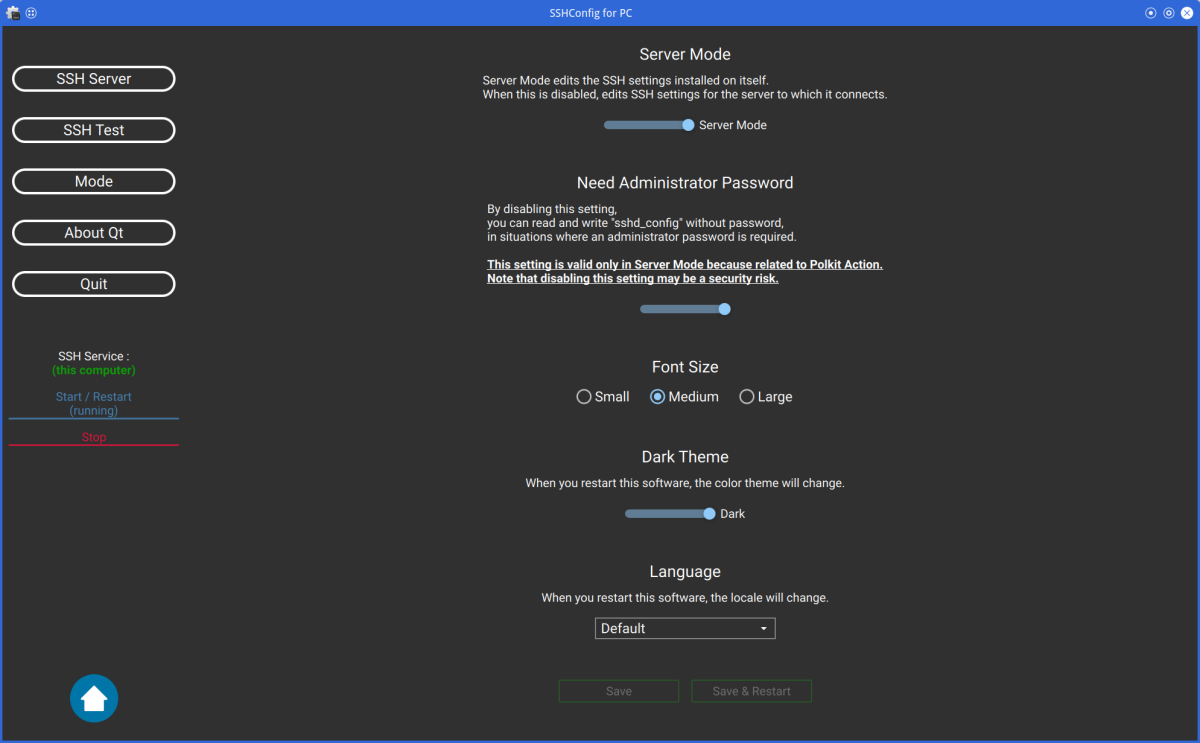 SSHConfig for PC
SSH Server
SSH Test
Mode
About Qt
Quit
SSH Service :
(this computer)
Start / Restart
(running)
Stop
Server Mode
Server Mode edits the SSH settings installed on itself.
When this is disabled, edits SSH settings for the server to which it connects.
Server Mode
Need Administrator Password
By disabling this setting,
you can read and write "sshd_config" without password,
in situations where an administrator password is required.
This setting is valid only in Server Mode because related to Polkit Action.
Note that disabling this setting may be a security risk.
Font Size
Small Medium Large
Dark Theme
When you restart this software, the color theme will change.
Dark
Language
When you restart this software, the locale will change.
Default
Save Save & Restart